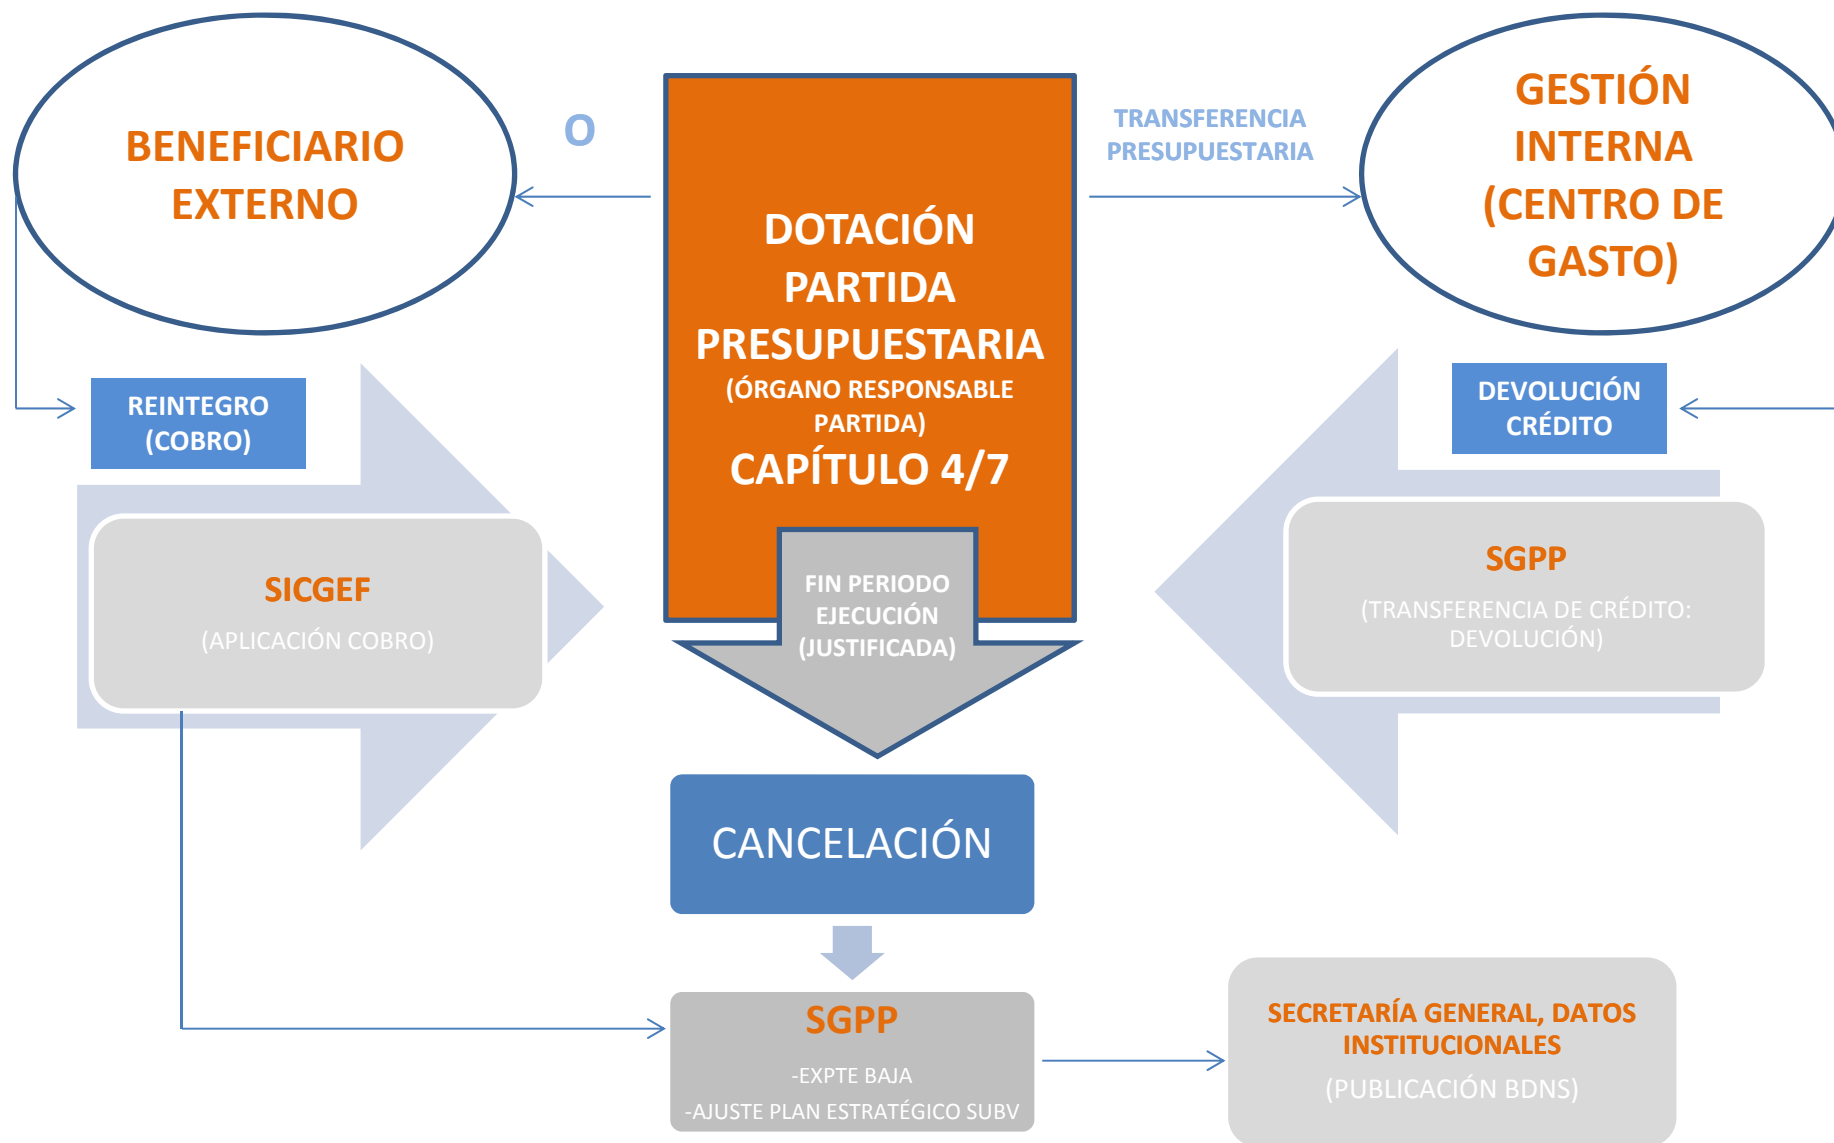 BENEFICIARIO
EXTERNO
O
DOTACIÓN
PARTIDA
PRESUPUESTARIA
(ÓRGANO RESPONSABLE
PARTIDA)
CAPÍTULO 4/7
TRANSFERENCIA
PRESUPUESTARIA
GESTIÓN
INTERNA
(CENTRO DE
GASTO)
REINTEGRO
(COBRO)
DEVOLUCIÓN
CRÉDITO
SICGEF
(APLICACIÓN COBRO)
FIN PERIODO
EJECUCIÓN
(JUSTIFICADA)
SGPP
(TRANSFERENCIA DE CRÉDITO:
DEVOLUCIÓN)
CANCELACIÓN
SGPP
-EXPTE BAJA
-AJUSTE PLAN ESTRATÉGICO SUBV
SECRETARÍA GENERAL, DATOS
INSTITUCIONALES
(PUBLICACIÓN BDNS)